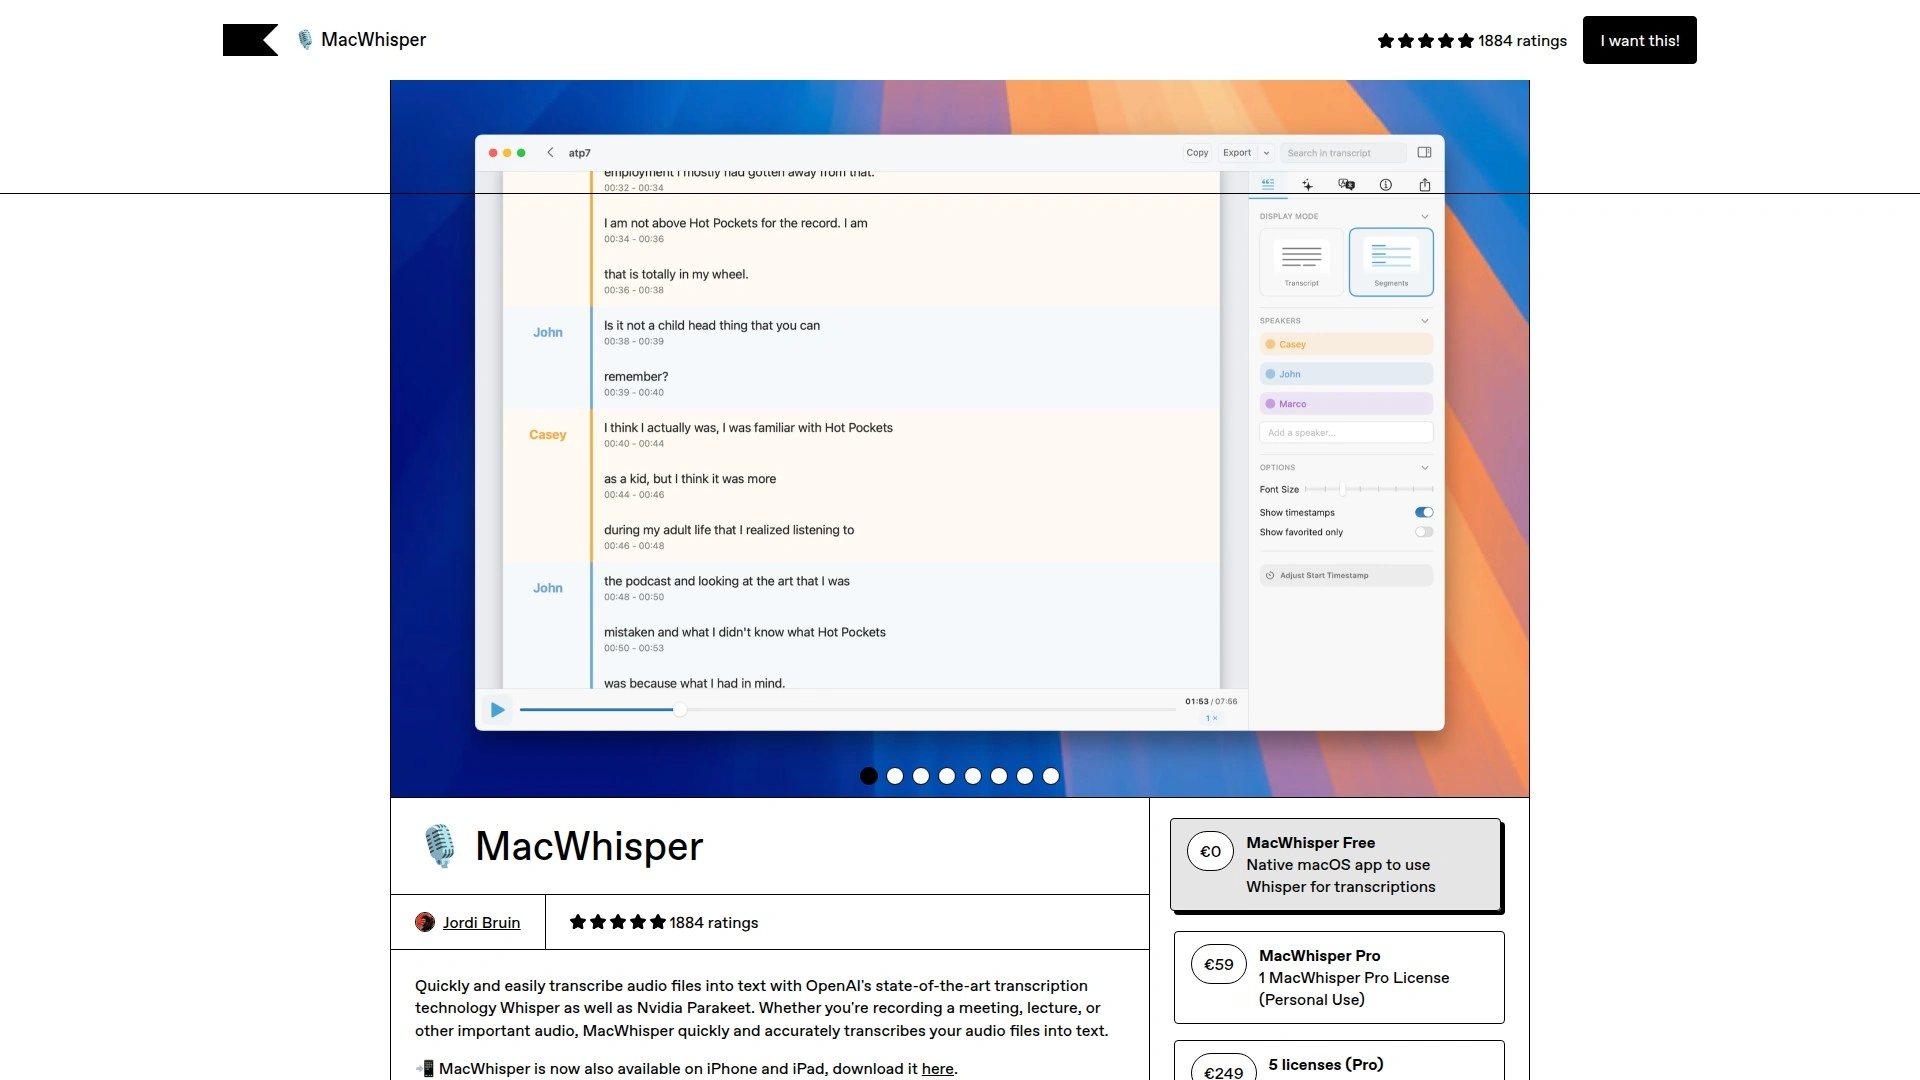 MacWhisper
1884 ratings
I want this!
atp7
Copy
Export
Search in transcript
employment I mostly had gotten away from that.
00:32 - 00:34
I am not above Hot Pockets for the record. I am
00:34 - 00:36
that is totally in my wheel.
00:36 - 00:38
John
Is it not a child head thing that you can
00:38 - 00:39
remember?
00:39 - 00:40
Casey
I think I actually was, I was familiar with Hot Pockets
00:40 - 00:44
as a kid, but I think it was more
00:44 - 00:46
during my adult life that I realized listening to
00:46 - 00:48
John
the podcast and looking at the art that I was
00:48 - 00:50
mistaken and what I didn't know what Hot Pockets
00:50 - 00:53
was because what I had in mind.
01:53 / 07:56
1 ×
DISPLAY MODE
Transcript
Segments
SPEAKERS
Casey
John
Marco
Add a speaker...
OPTIONS
Font Size
Show timestamps
Show favorited only
Adjust Start Timestamp
MacWhisper
Jordi Bruin
1884 ratings
Quickly and easily transcribe audio files into text with OpenAI's state-of-the-art transcription
technology Whisper as well as Nvidia Parakeet. Whether you're recording a meeting, lecture, or
other important audio, MacWhisper quickly and accurately transcribes your audio files into text.
MacWhisper is now also available on iPhone and iPad, download it here.
€0
MacWhisper Free
Native macOS app to use
Whisper for transcriptions
€59
MacWhisper Pro
1 MacWhisper Pro License
(Personal Use)
€249
5 licenses (Pro)